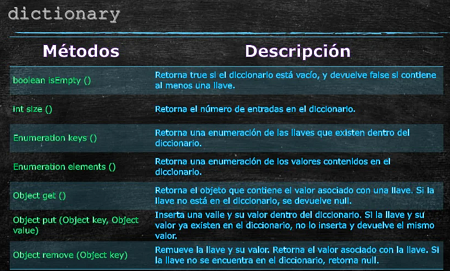 dictionary
Métodos Descripción
boolean isEmpty () Retorna true si el diccionario está vacío, y devuelve false si contiene
al menos una llave.
int size () Retorna el número de entradas en el diccionario.
Enumeration keys () Retorna una enumeración de las llaves que existen dentro del
diccionario.
Enumeration elements () Retorna una enumeración de los valores contenidos en el
diccionario.
Object get () Retorna el objeto que contiene el valor asociado con una llave. Si la
llave no está en el diccionario, se devuelve null.
Object put (Object key, Object
value)
Inserta una valle y su valor dentro del diccionario. Si la llave y su
valor ya existen en el diccionario, no lo inserta y devuelve el mismo
valor.
Object remove (Object key) Remueve la llave y su valor. Retorna el valor asociado con la llave. Si
la llave no se encuentra en el diccionario, retorna null.